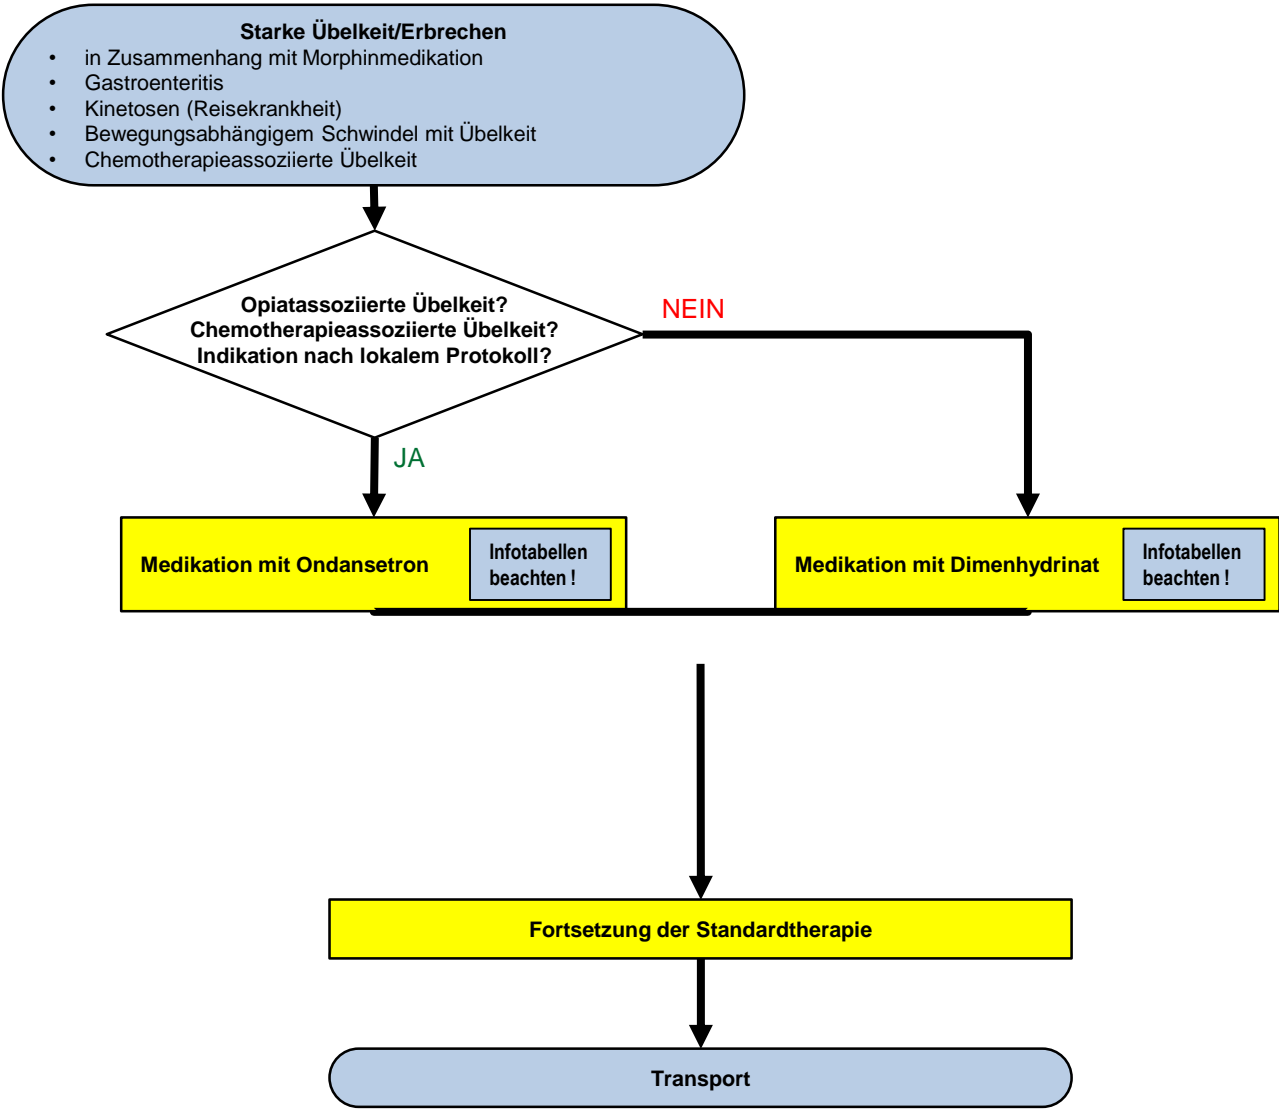 Starke Übelkeit/Erbrechen
• in Zusammenhang mit Morphinmedikation
• Gastroenteritis
• Kinetosen (Reisekrankheit)
• Bewegungsabhängigem Schwindel mit Übelkeit
• Chemotherapieassoziierte Übelkeit
Opiatassoziierte Übelkeit?
Chemotherapieassoziierte Übelkeit?
Indikation nach lokalem Protokoll?
NEIN
JA
Medikation mit Ondansetron
Infotabellen
beachten !
Medikation mit Dimenhydrinat
Infotabellen
beachten !
Fortsetzung der Standardtherapie
Transport